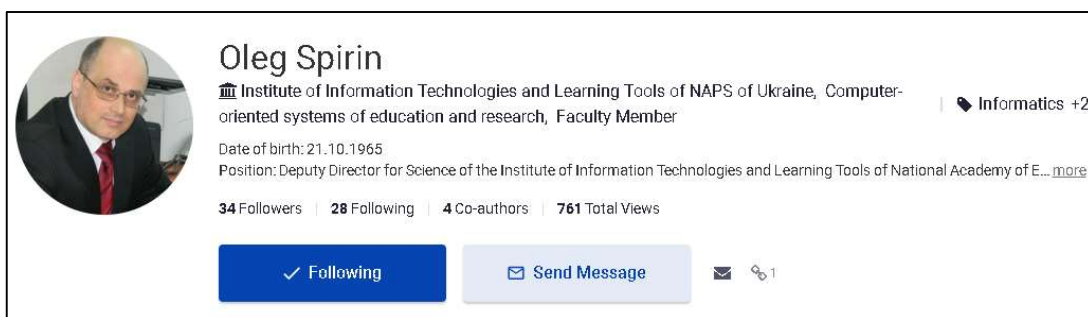 Oleg Spirin
Institute of Information Technologies and Learning Tools of NAPS of Ukraine, Computer-
oriented systems of education and research, Faculty Member
Informatics +2
Date of birth: 21.10.1965
Position: Deputy Director for Science of the Institute of Information Technologies and Learning Tools of National Academy of E... more
34 Followers | 28 Following | 4 Co-authors | 761 Total Views
Following
Send Message
1